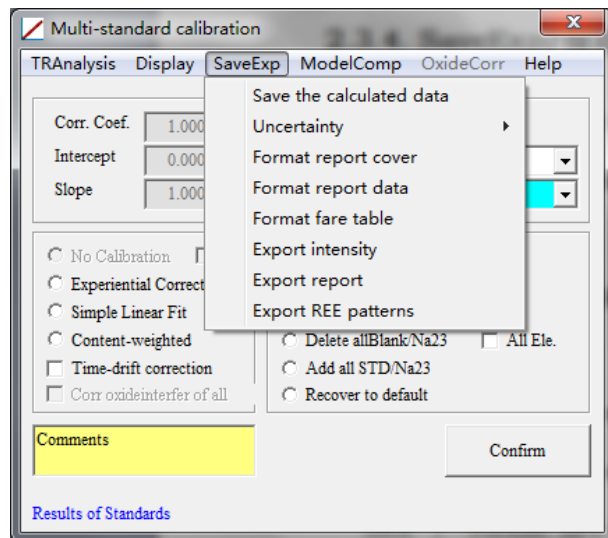 Multi-standard calibration
TRAnalysis Display SaveExp ModelComp OxideCorr Help
Save the calculated data
Uncertainty
Format report cover
Format report data
Format fare table
Export intensity
Export report
Export REE patterns
Corr. Coef. 1.000
Intercept 0.000
Slope 1.000
No Calibration
Experiential Correct
Simple Linear Fit
Content-weighted
Time-drift correction
Corr oxideinterfer of all
Delete allBlank/Na23 All Ele.
Add all STD/Na23
Recover to default
Comments
Confirm
Results of Standards